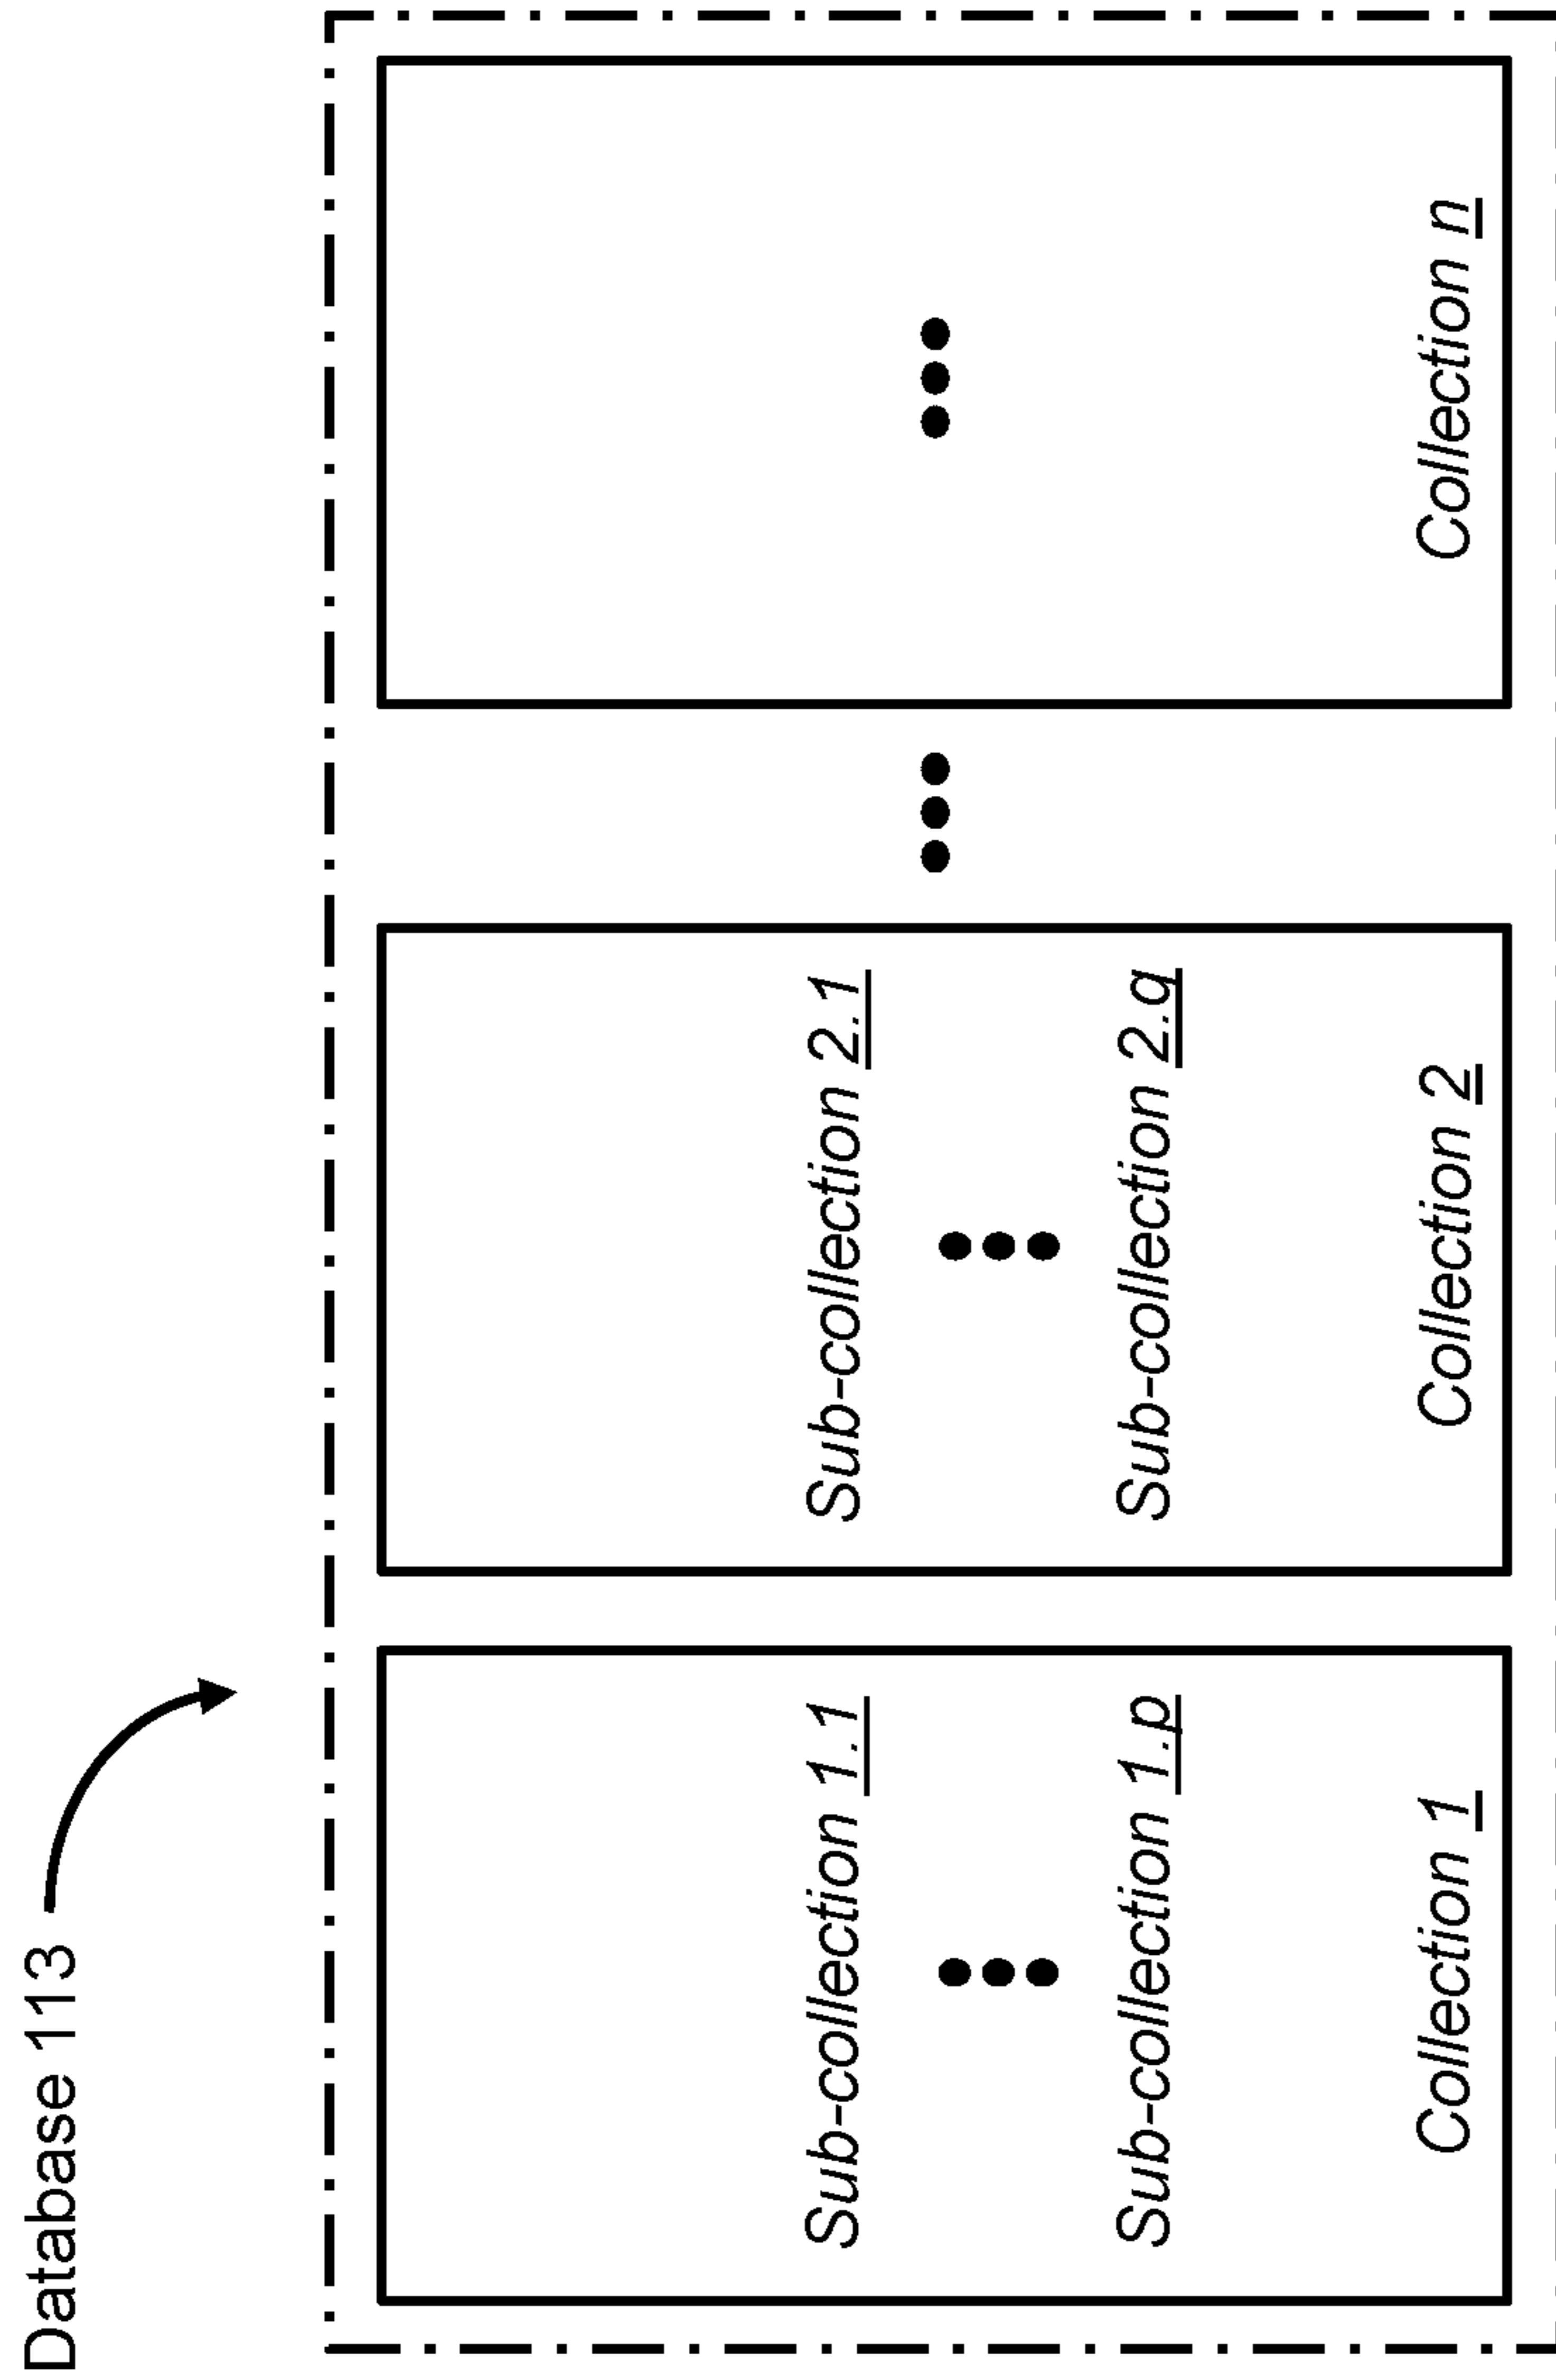 Database 113
Sub-collection 1.1
Sub-collection 1.p
Collection 1
Sub-collection 2.1
Sub-collection 2.q
Collection 2
Collection n